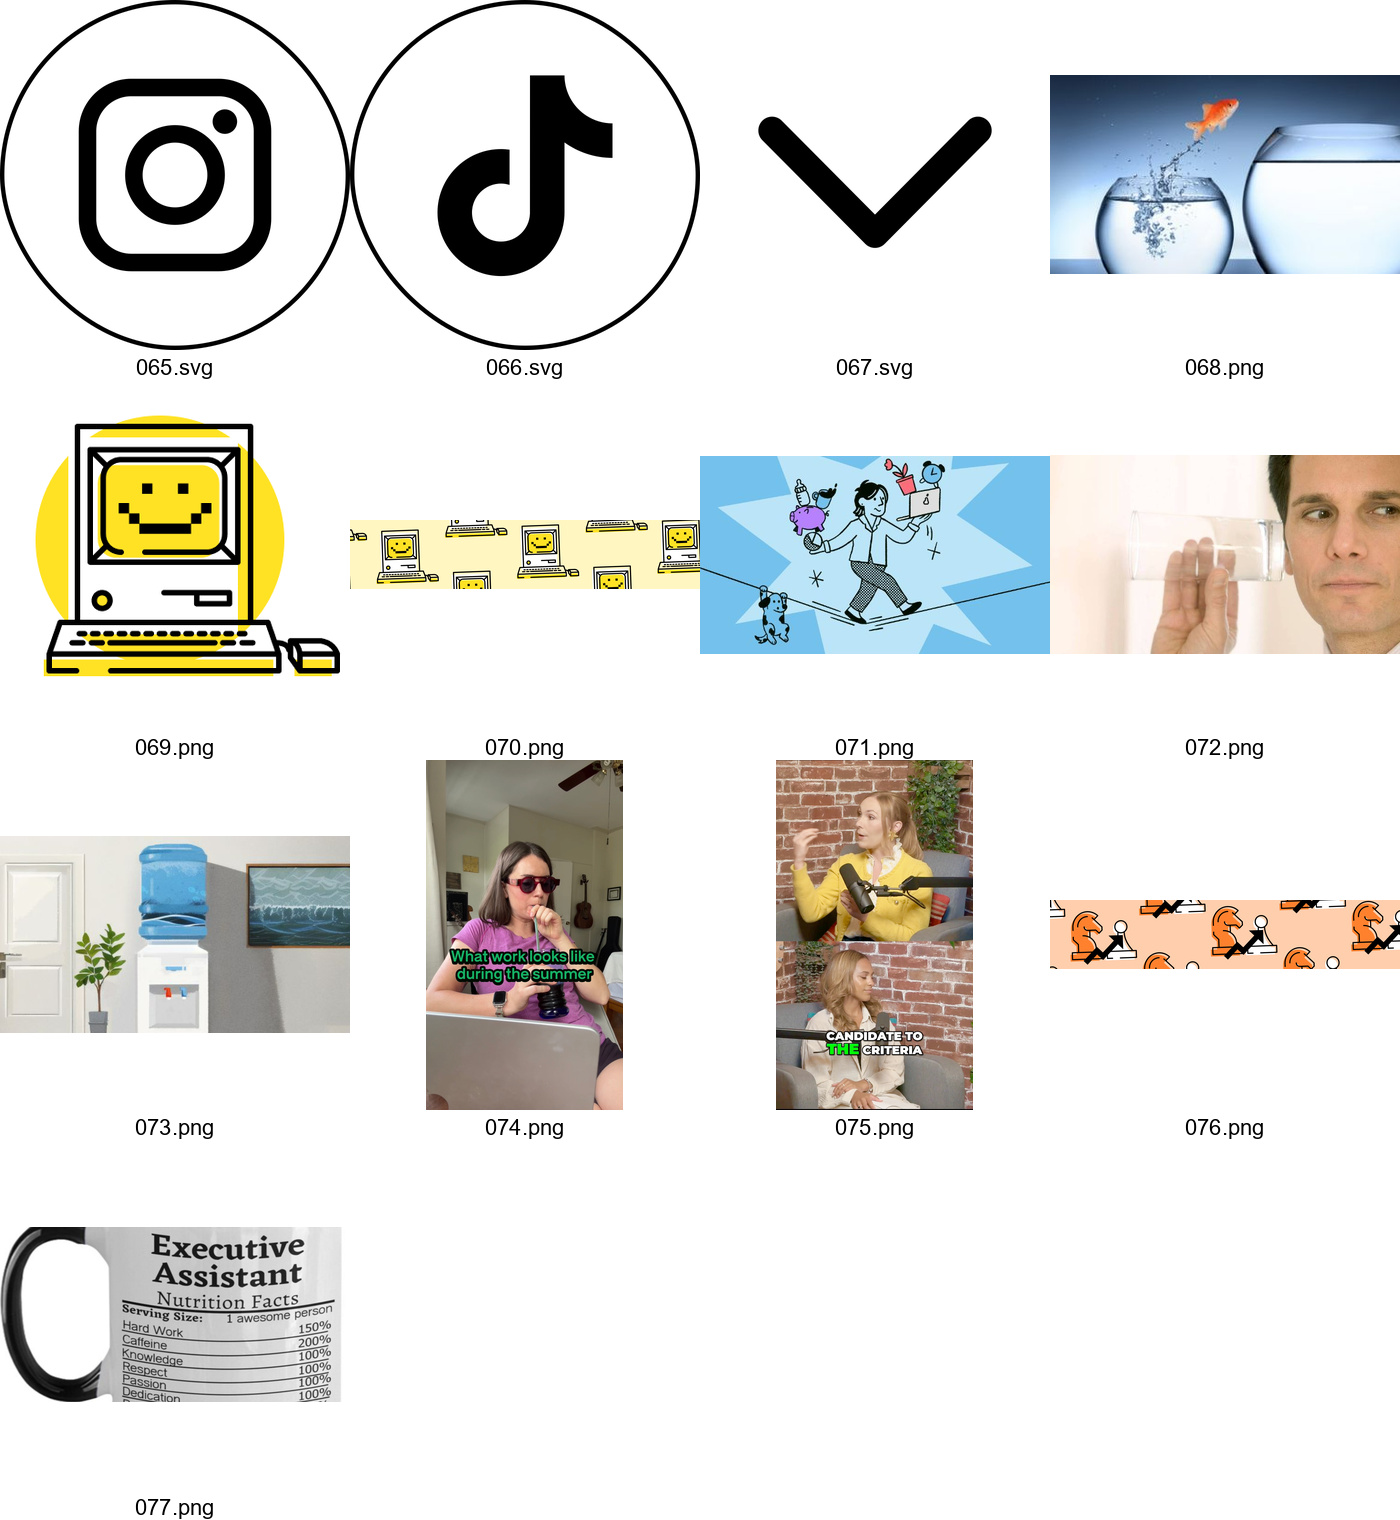 065.svg
066.svg
067.svg
068.png
069.png
070.png
071.png
072.png
What work looks like
during the summer
CANDIDATE TO
THE CRITERIA
073.png
074.png
075.png
076.png
Executive
Assistant
Nutrition Facts
Serving Size: 1 awesome person
Hard Work 150%
Caffeine 200%
Knowledge 100%
Respect 100%
Passion 100%
Dedication 100%
077.png